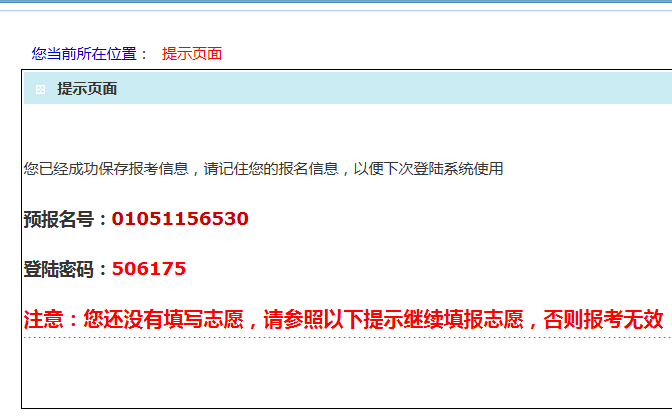 您当前所在位置： 提示页面
提示页面
您已经成功保存报考信息，请记住您的报名信息，以便下次登陆系统使用
预报名号：01051156530
登陆密码：506175
注意：您还没有填写志愿，请参照以下提示继续填报志愿，否则报考无效